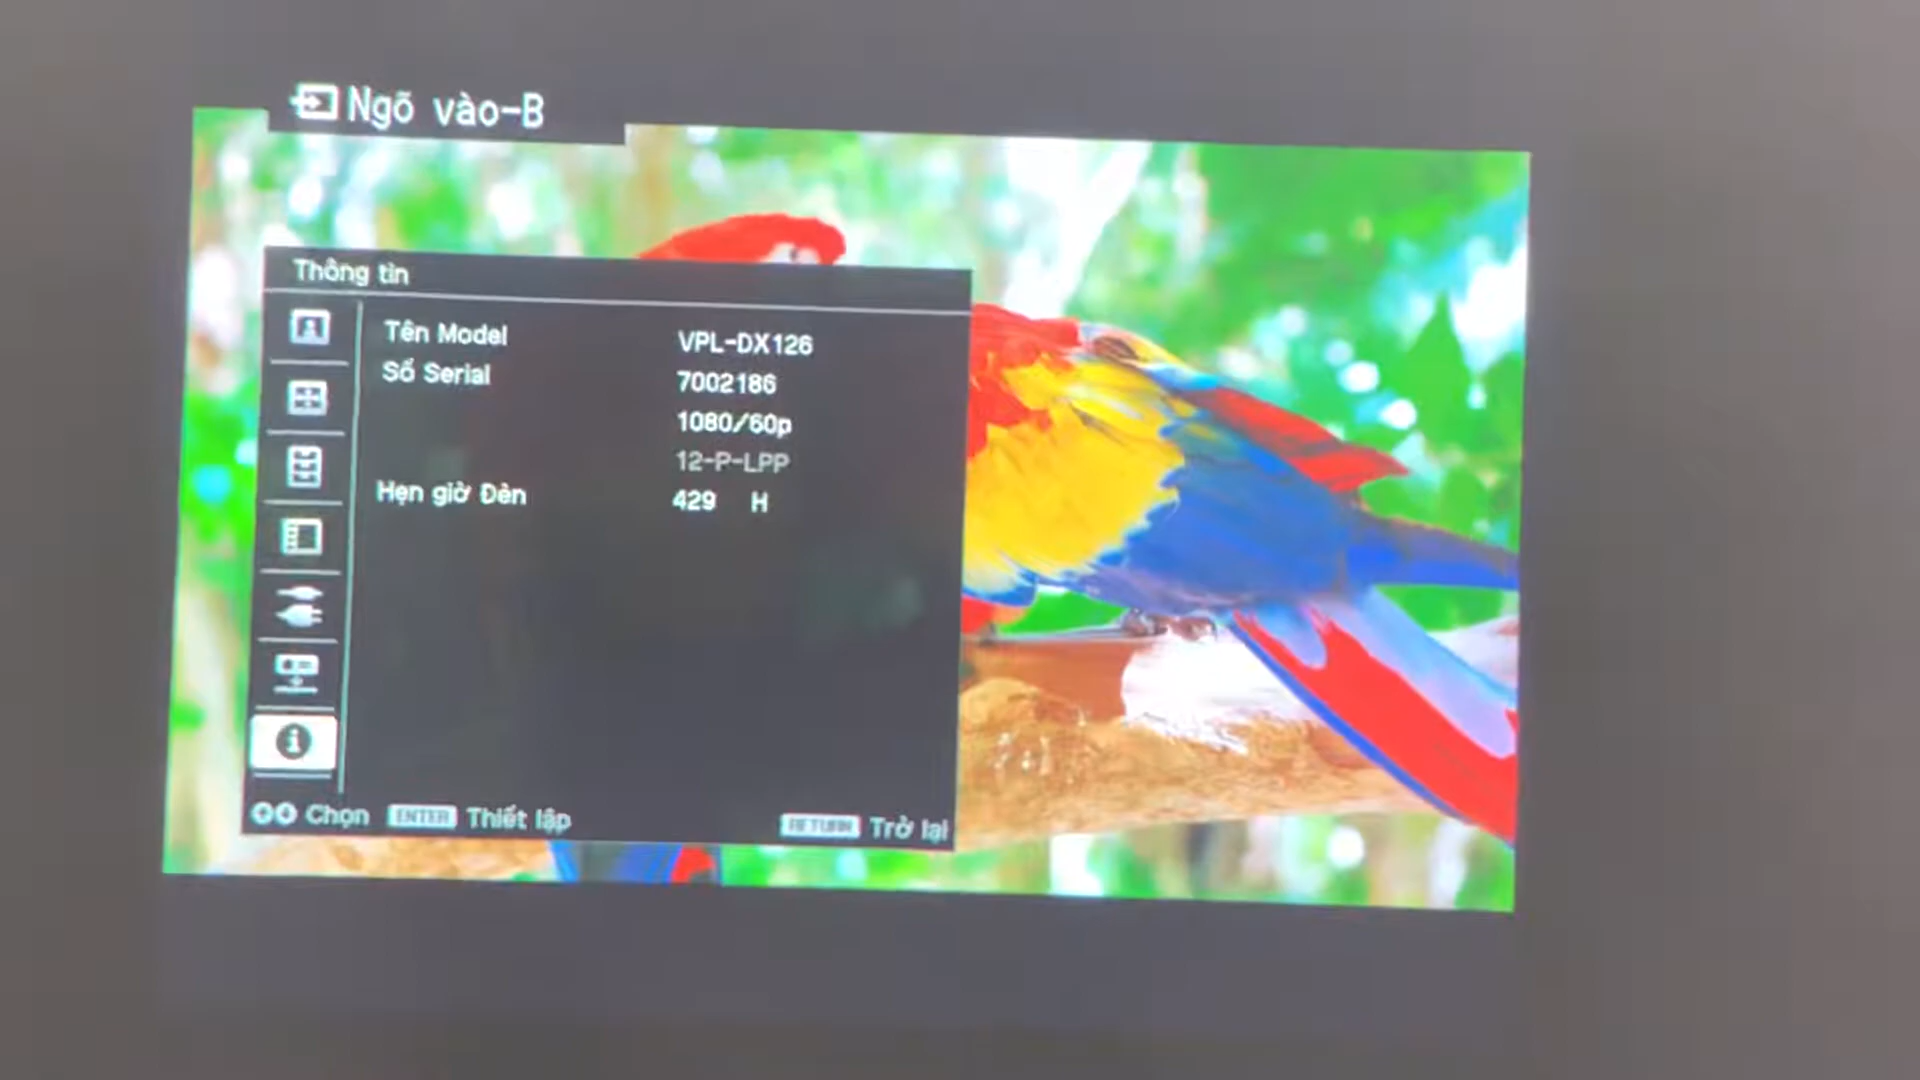 Ngõ vào-B
Thông tin
Tên Model VPL-DX126
Số Serial 7002186
1080/60p
12-P-LPP
Hẹn giờ Đèn 429 H
Chọn ENTER Thiết lập RETURN Trở lại